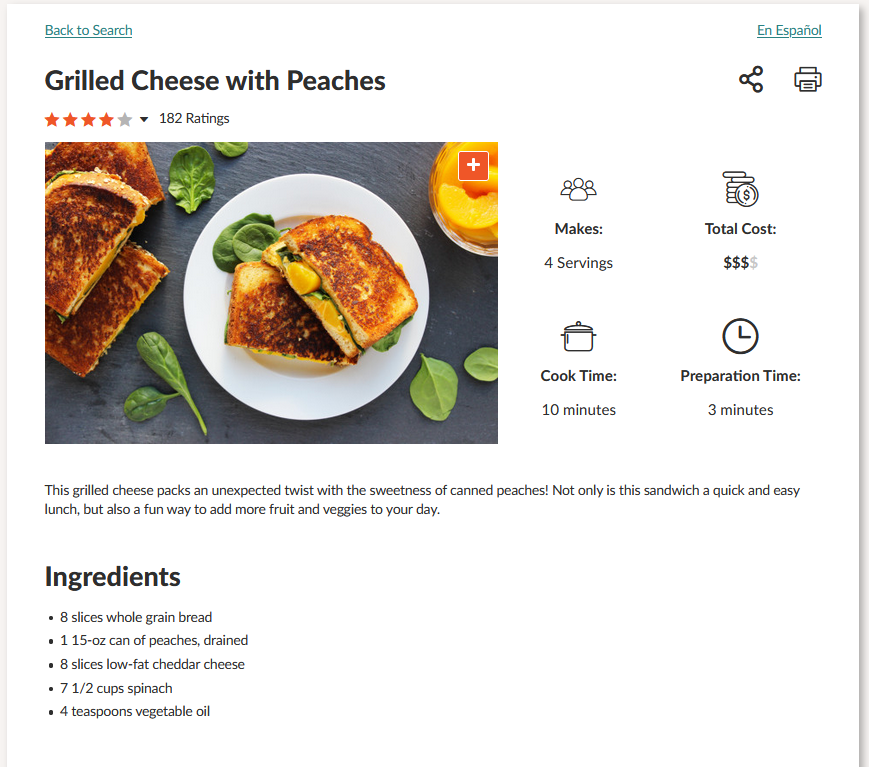 Back to Search
En Español
Grilled Cheese with Peaches
182 Ratings
+
Makes:
4 Servings
Total Cost:
$$$$
Cook Time:
10 minutes
Preparation Time:
3 minutes
This grilled cheese packs an unexpected twist with the sweetness of canned peaches! Not only is this sandwich a quick and easy
lunch, but also a fun way to add more fruit and veggies to your day.
Ingredients
• 8 slices whole grain bread
• 1 15-oz can of peaches, drained
• 8 slices low-fat cheddar cheese
• 7 1/2 cups spinach
• 4 teaspoons vegetable oil